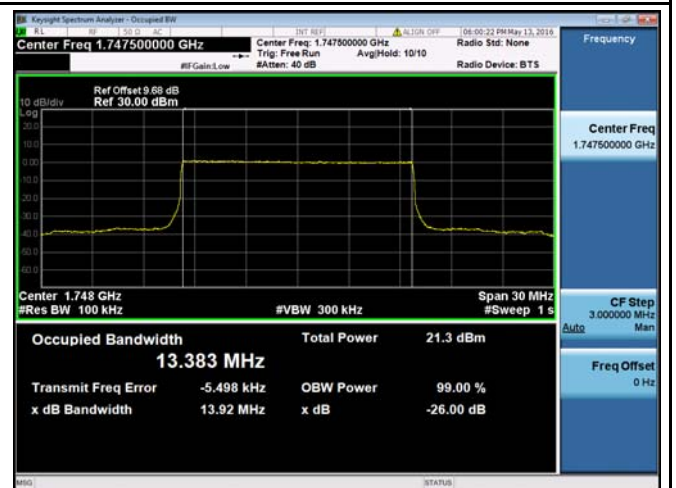 Keysight Spectrum Analyzer - Occupied BW
RL RF 50 Ω AC INT REF ALIGN OFF 06:00:22 PM May 13, 2016
Center Freq 1.747500000 GHz
Center Freq: 1.747500000 GHz
Radio Std: None
Trig: Free Run Avg|Hold: 10/10
#IFGain:Low #Atten: 40 dB Radio Device: BTS
Frequency
Ref Offset 9.68 dB
10 dB/div Ref 30.00 dBm
Log
20.0
10.0
0.00
10.0
20.0
30.0
40.0
50.0
60.0
Center 1.748 GHz Span 30 MHz
#Res BW 100 kHz #VBW 300 kHz #Sweep 1 s
Occupied Bandwidth Total Power 21.3 dBm
13.383 MHz
Transmit Freq Error -5.498 kHz OBW Power 99.00 %
x dB Bandwidth 13.92 MHz x dB -26.00 dB
Center Freq
1.747500000 GHz
CF Step
3.000000 MHz
Auto Man
Freq Offset
0 Hz
MSG STATUS